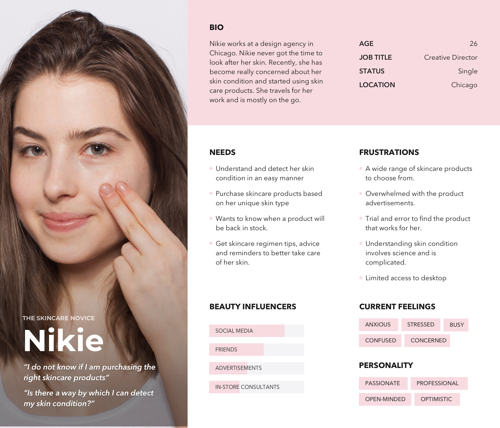 BIO
Nikie works at a design agency in
Chicago. Nikie never got the time to
look after her skin. Recently, she has
become really concerned about her
skin condition and started using skin
care products. She travels for her
work and is mostly on the go.
AGE 26
JOB TITLE Creative Director
STATUS Single
LOCATION Chicago
NEEDS
Understand and detect her skin
condition in an easy manner
Purchase skincare products based
on her unique skin type
Wants to know when a product will
be back in stock.
Get skincare regimen tips, advice
and reminders to better take care
of her skin.
FRUSTRATIONS
A wide range of skincare products
to choose from.
Overwhelmed with the product
advertisements.
Trial and error to find the product
that works for her.
Understanding skin condition
involves science and is
complicated.
Limited access to desktop
THE SKINCARE NOVICE
Nikie
“I do not know if I am purchasing the
right skincare products”
“Is there a way by which I can detect
my skin condition?”
BEAUTY INFLUENCERS
SOCIAL MEDIA
FRIENDS
ADVERTISEMENTS
IN-STORE CONSULTANTS
CURRENT FEELINGS
ANXIOUS STRESSED BUSY
CONFUSED CONCERNED
PERSONALITY
PASSIONATE PROFESSIONAL
OPEN-MINDED OPTIMISTIC